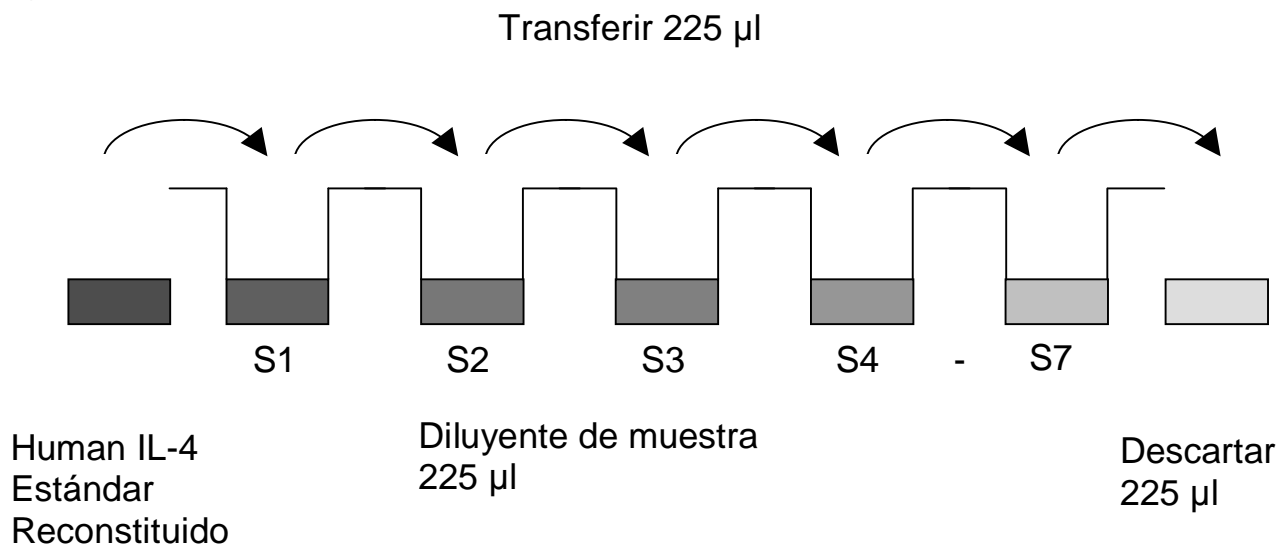 Transferir 225 µl
S1 S2 S3 S4 - S7
Human IL-4
Estándar
Reconstituido
Diluyente de muestra
225 µl
Descartar
225 µl